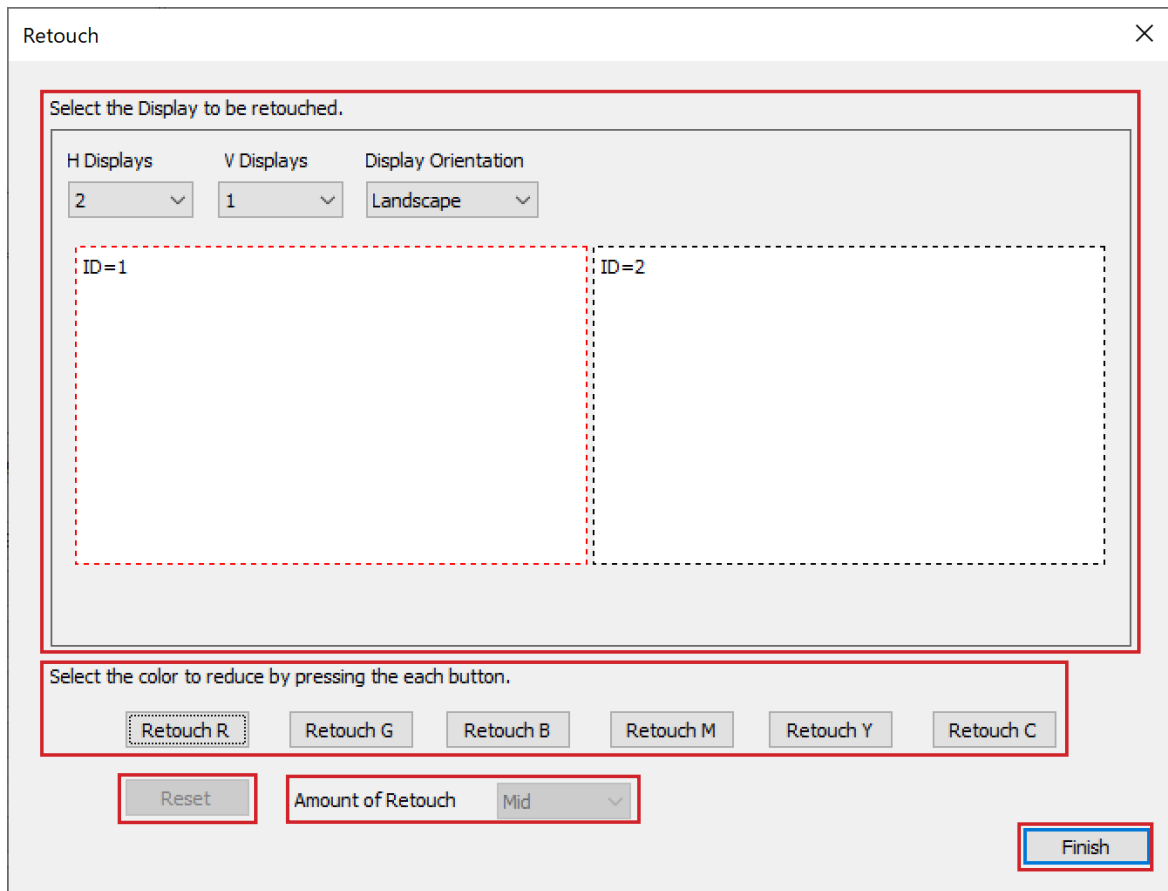 Retouch
Select the Display to be retouched.
H Displays V Displays Display Orientation
2 1 Landscape
ID=1 ID=2
Select the color to reduce by pressing the each button.
Retouch R Retouch G Retouch B Retouch M Retouch Y Retouch C
Reset Amount of Retouch Mid
Finish